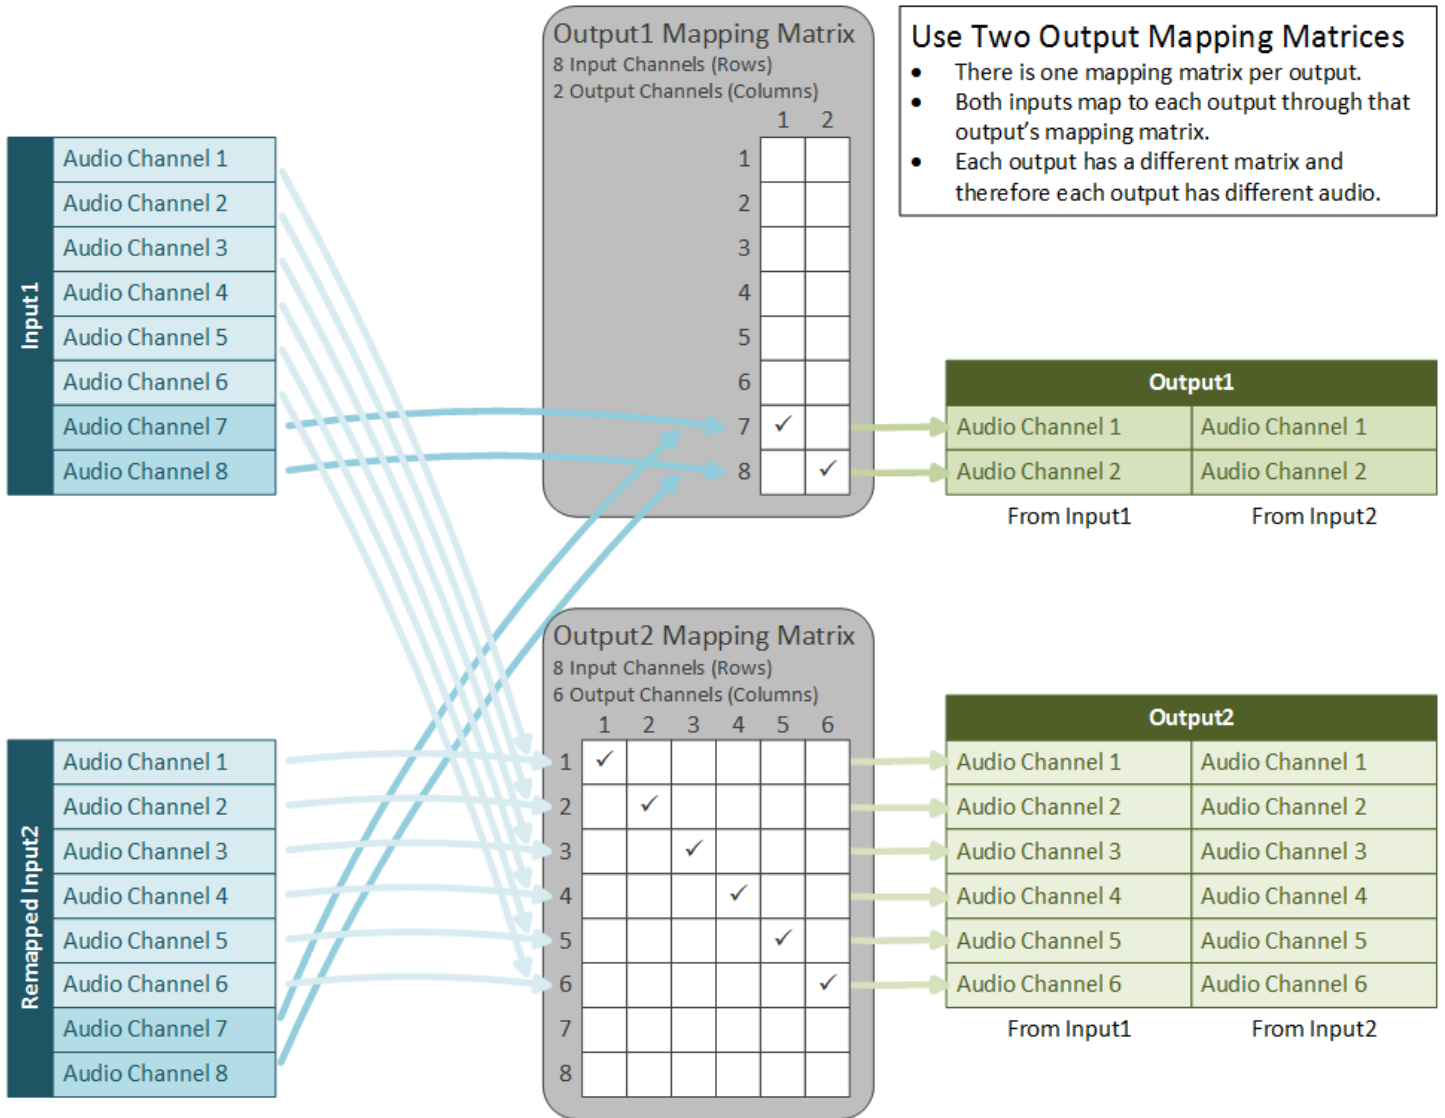 Output1 Mapping Matrix
8 Input Channels (Rows)
2 Output Channels (Columns)
1 2
1
2
3
4
5
6
7 ✓
8 ✓
Use Two Output Mapping Matrices
• There is one mapping matrix per output.
• Both inputs map to each output through that
output's mapping matrix.
• Each output has a different matrix and
therefore each output has different audio.
Input1
Audio Channel 1
Audio Channel 2
Audio Channel 3
Audio Channel 4
Audio Channel 5
Audio Channel 6
Audio Channel 7
Audio Channel 8
Output1
Audio Channel 1 Audio Channel 1
Audio Channel 2 Audio Channel 2
From Input1 From Input2
Output2 Mapping Matrix
8 Input Channels (Rows)
6 Output Channels (Columns)
1 2 3 4 5 6
1 ✓
2 ✓
3 ✓
4 ✓
5 ✓
6 ✓
7
8
Remapped Input2
Audio Channel 1
Audio Channel 2
Audio Channel 3
Audio Channel 4
Audio Channel 5
Audio Channel 6
Audio Channel 7
Audio Channel 8
Output2
Audio Channel 1 Audio Channel 1
Audio Channel 2 Audio Channel 2
Audio Channel 3 Audio Channel 3
Audio Channel 4 Audio Channel 4
Audio Channel 5 Audio Channel 5
Audio Channel 6 Audio Channel 6
From Input1 From Input2